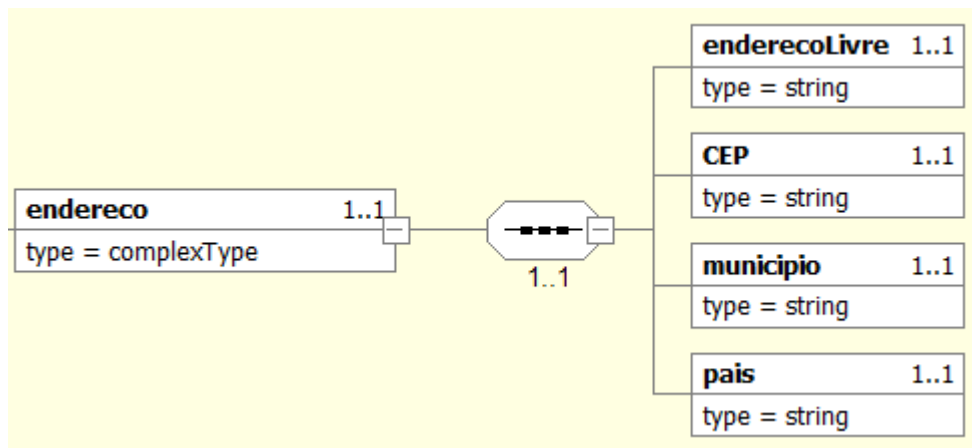 enderecoLivre 1..1
type = string
CEP 1..1
type = string
endereco 1..1
type = complexType
1..1
municipio 1..1
type = string
pais 1..1
type = string